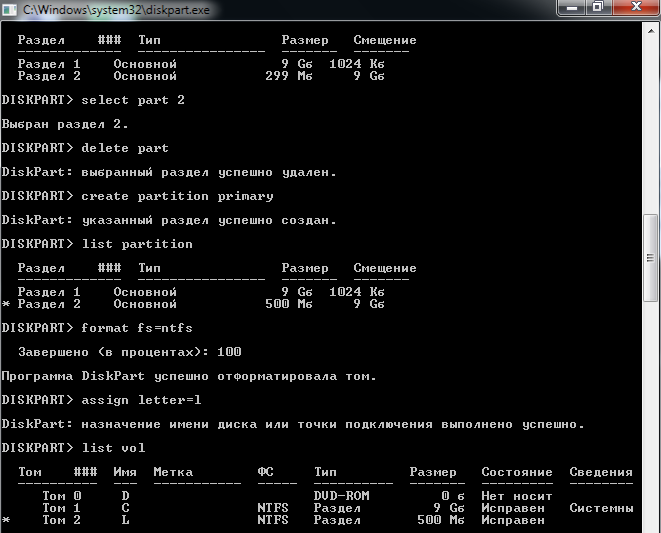 C:\Windows\system32\diskpart.exe
Раздел ### Тип Размер Смещение
------------- ---------------- ------- --------
Раздел 1 Основной 9 Gб 1024 Kб
Раздел 2 Основной 299 Mб 9 Gб
DISKPART> select part 2
Выбран раздел 2.
DISKPART> delete part
DiskPart: выбранный раздел успешно удален.
DISKPART> create partition primary
DiskPart: указанный раздел успешно создан.
DISKPART> list partition
Раздел ### Тип Размер Смещение
------------- ---------------- ------- --------
Раздел 1 Основной 9 Gб 1024 Kб
* Раздел 2 Основной 500 Mб 9 Gб
DISKPART> format fs=ntfs
Завершено (в процентах): 100
Программа DiskPart успешно отформатировала том.
DISKPART> assign letter=l
DiskPart: назначение имени диска или точки подключения выполнено успешно.
DISKPART> list vol
Том ### Имя Метка ФС Тип Размер Состояние Сведения
---------- --- ----------- ----- ---------- ------- --------- --------
Том 0 D DVD-ROM 0 б Нет носит
Том 1 C NTFS Раздел 9 Gб Исправен Системны
* Том 2 L NTFS Раздел 500 Mб Исправен